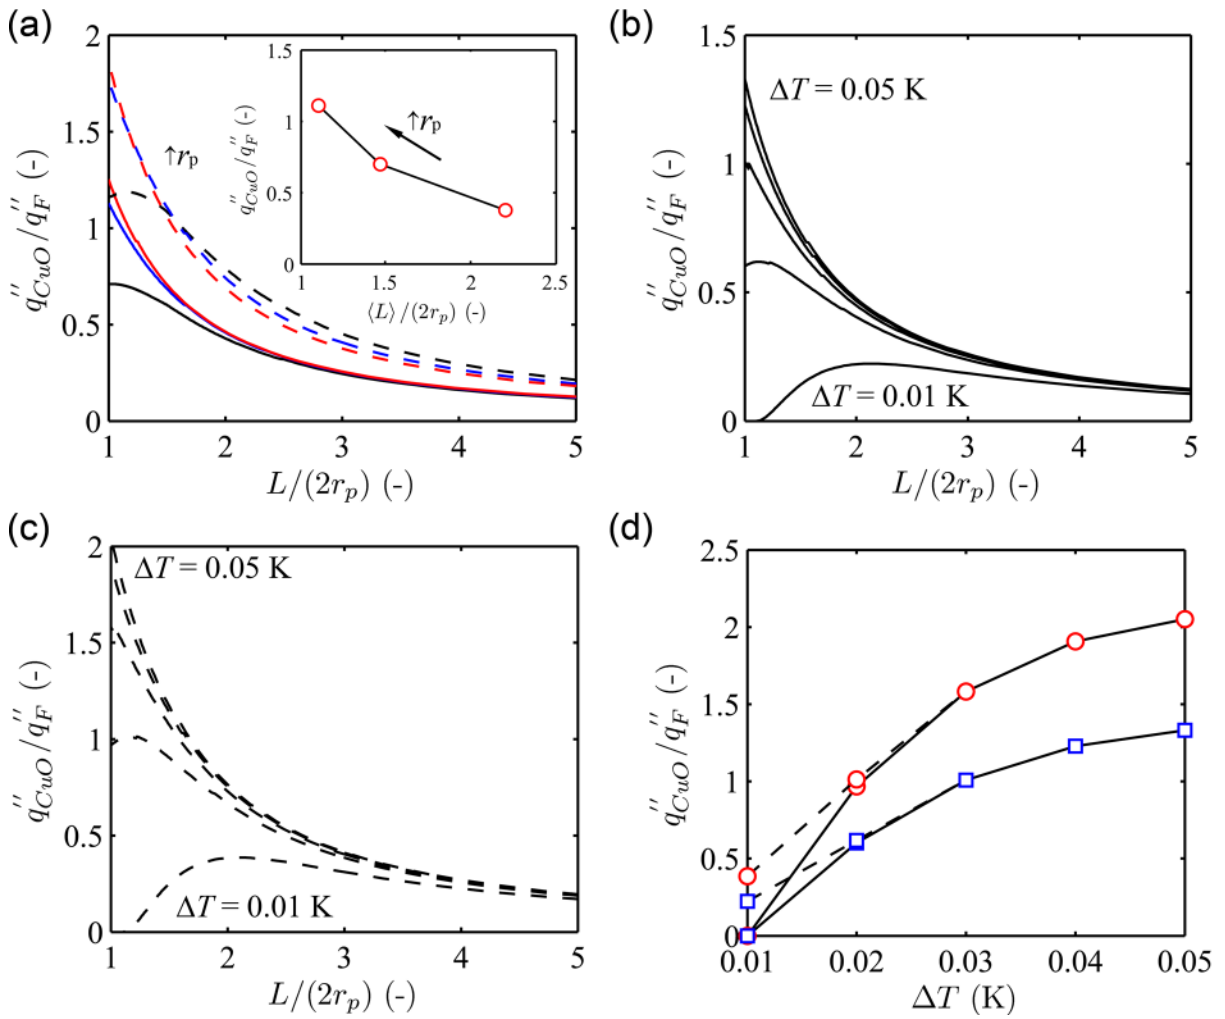 (a)
2
1.5
1
0.5
0
1 2 3 4 5
q''CuO/q''F (-)
L/(2rp) (-)
↑rp
1.5
1
0.5
0
1 1.5 2 2.5
q''CuO/q''F (-)
⟨L⟩/(2rp) (-)
↑rp
(b)
1.5
1
0.5
0
1 2 3 4 5
q''CuO/q''F (-)
L/(2rp) (-)
ΔT = 0.05 K
ΔT = 0.01 K
(c)
2
1.5
1
0.5
0
1 2 3 4 5
q''CuO/q''F (-)
L/(2rp) (-)
ΔT = 0.05 K
ΔT = 0.01 K
(d)
2.5
2
1.5
1
0.5
0
0.01 0.02 0.03 0.04 0.05
q''CuO/q''F (-)
ΔT (K)